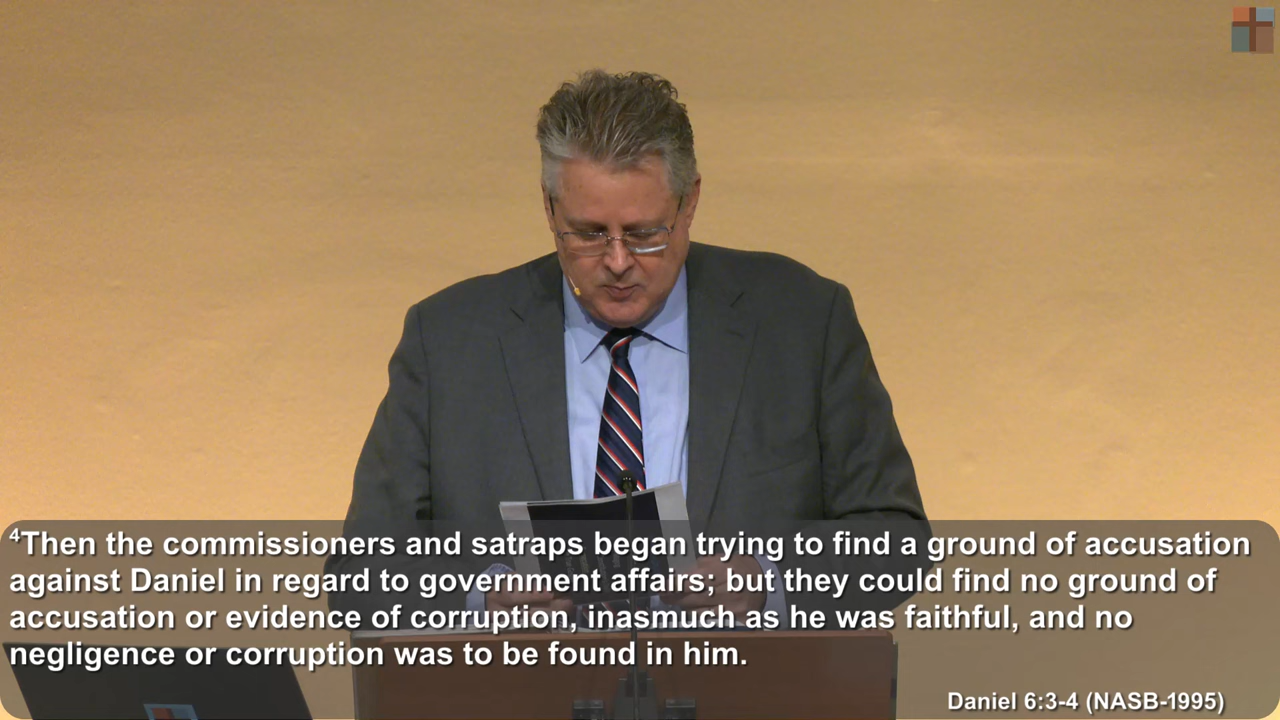 ⁴Then the commissioners and satraps began trying to find a ground of accusation
against Daniel in regard to government affairs; but they could find no ground of
accusation or evidence of corruption, inasmuch as he was faithful, and no
negligence or corruption was to be found in him.
Daniel 6:3-4 (NASB-1995)